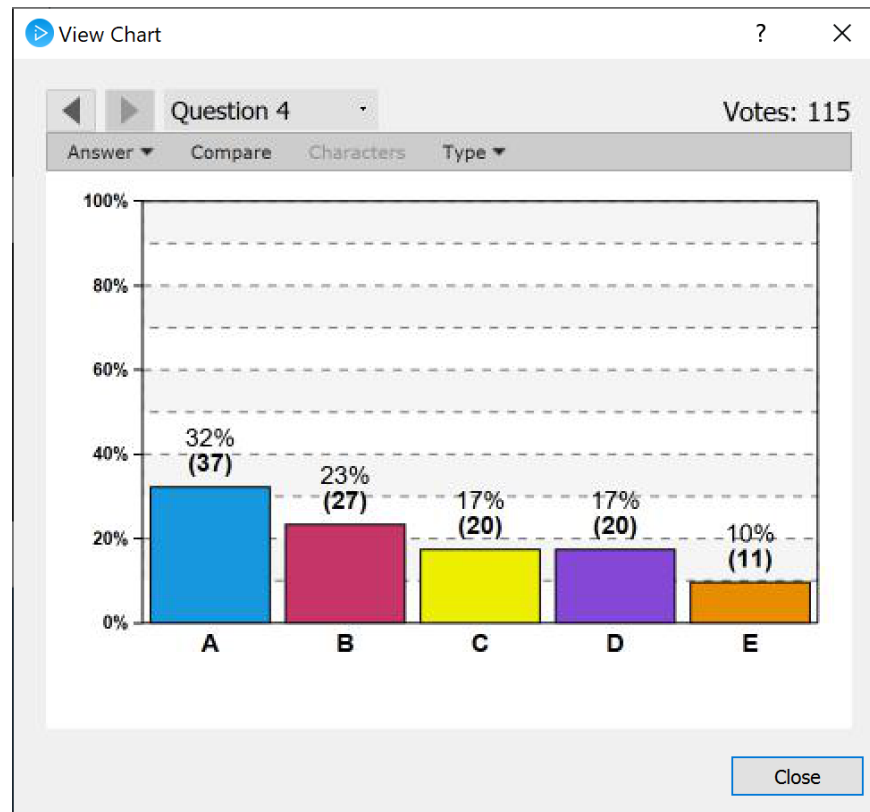 View Chart ?
Question 4
Votes: 115
Answer Compare Characters Type
100%
80%
60%
40%
20%
0%
32%
(37)
23%
(27)
17%
(20)
17%
(20)
10%
(11)
A B C D E
Close